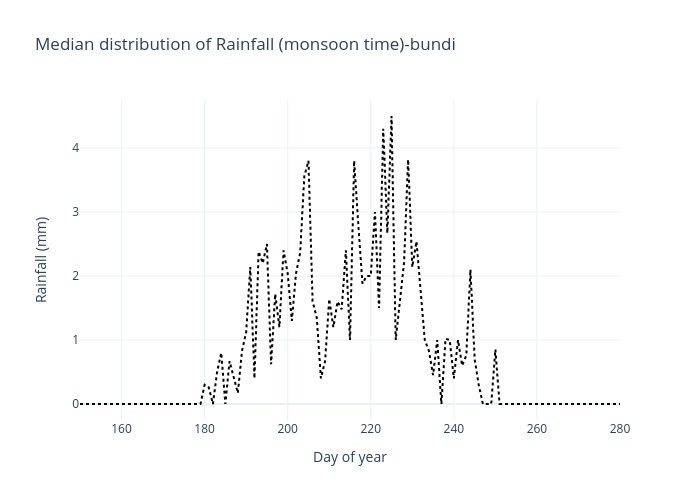 Median distribution of Rainfall (monsoon time)-bundi
Rainfall (mm)
4
3
2
1
0
160 180 200 220 240 260 280
Day of year